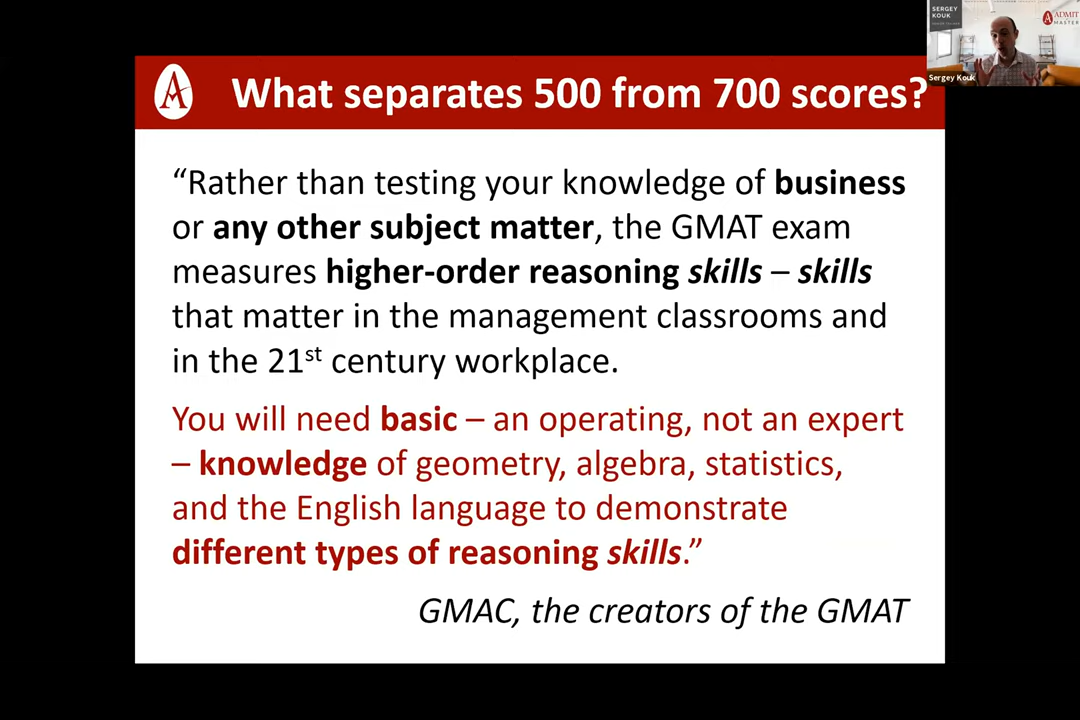 What separates 500 from 700 scores?
“Rather than testing your knowledge of business
or any other subject matter, the GMAT exam
measures higher-order reasoning skills – skills
that matter in the management classrooms and
in the 21st century workplace.
You will need basic – an operating, not an expert
– knowledge of geometry, algebra, statistics,
and the English language to demonstrate
different types of reasoning skills.”
GMAC, the creators of the GMAT
SERGEY
KOUK
ADMIT
MASTER
Sergey Kouk